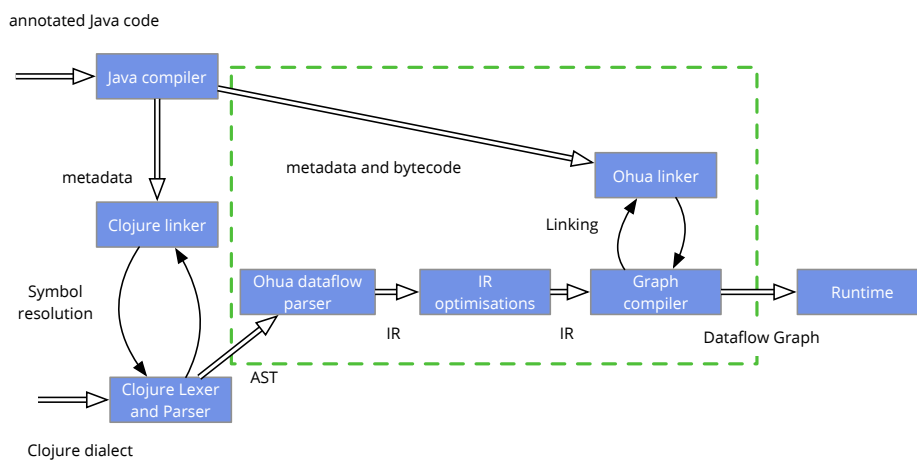 annotated Java code
Java compiler
metadata and bytecode
metadata
Ohua linker
Clojure linker
Linking
Symbol
resolution
Ohua dataflow
parser
IR
optimisations
Graph
compiler
Runtime
IR
IR
Dataflow Graph
AST
Clojure Lexer
and Parser
Clojure dialect